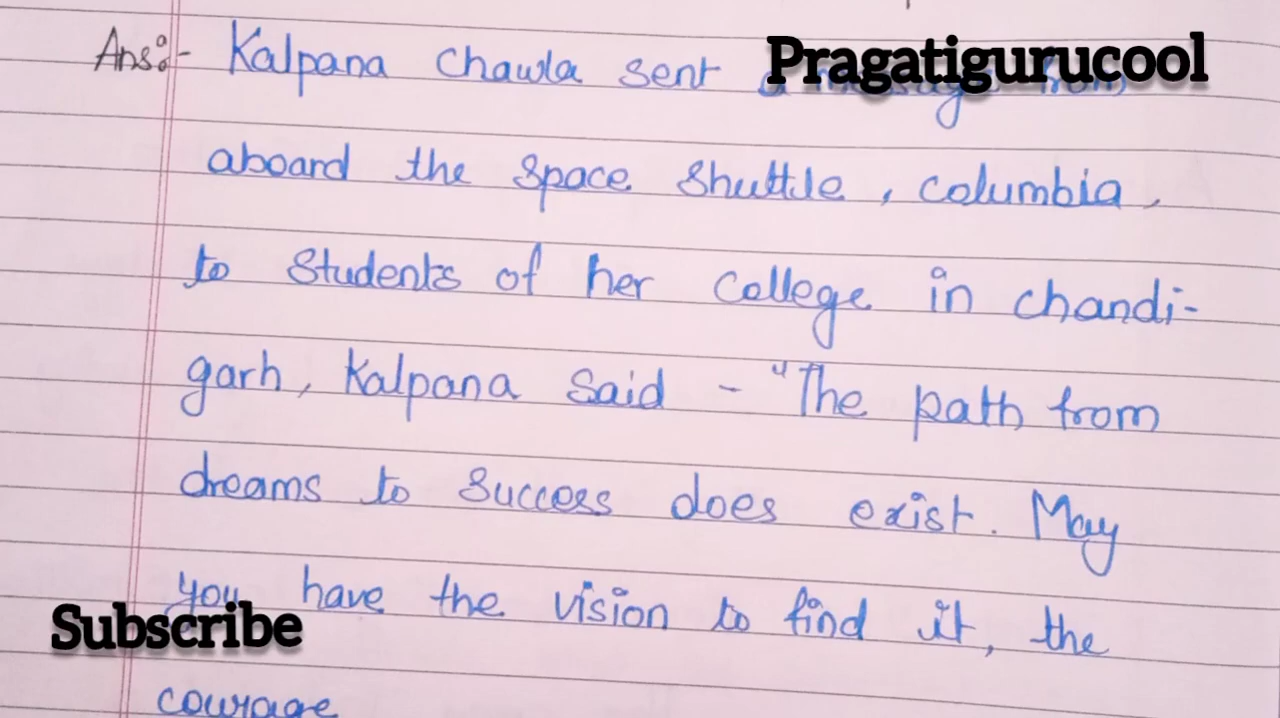 Ans:- Kalpana Chawla sent a message from
Pragatigurucool
aboard the space shuttle, columbia,
to students of her college in chandi-
garh, Kalpana said - "The path from
dreams to success does exist. May
you have the vision to find it, the
Subscribe
courage